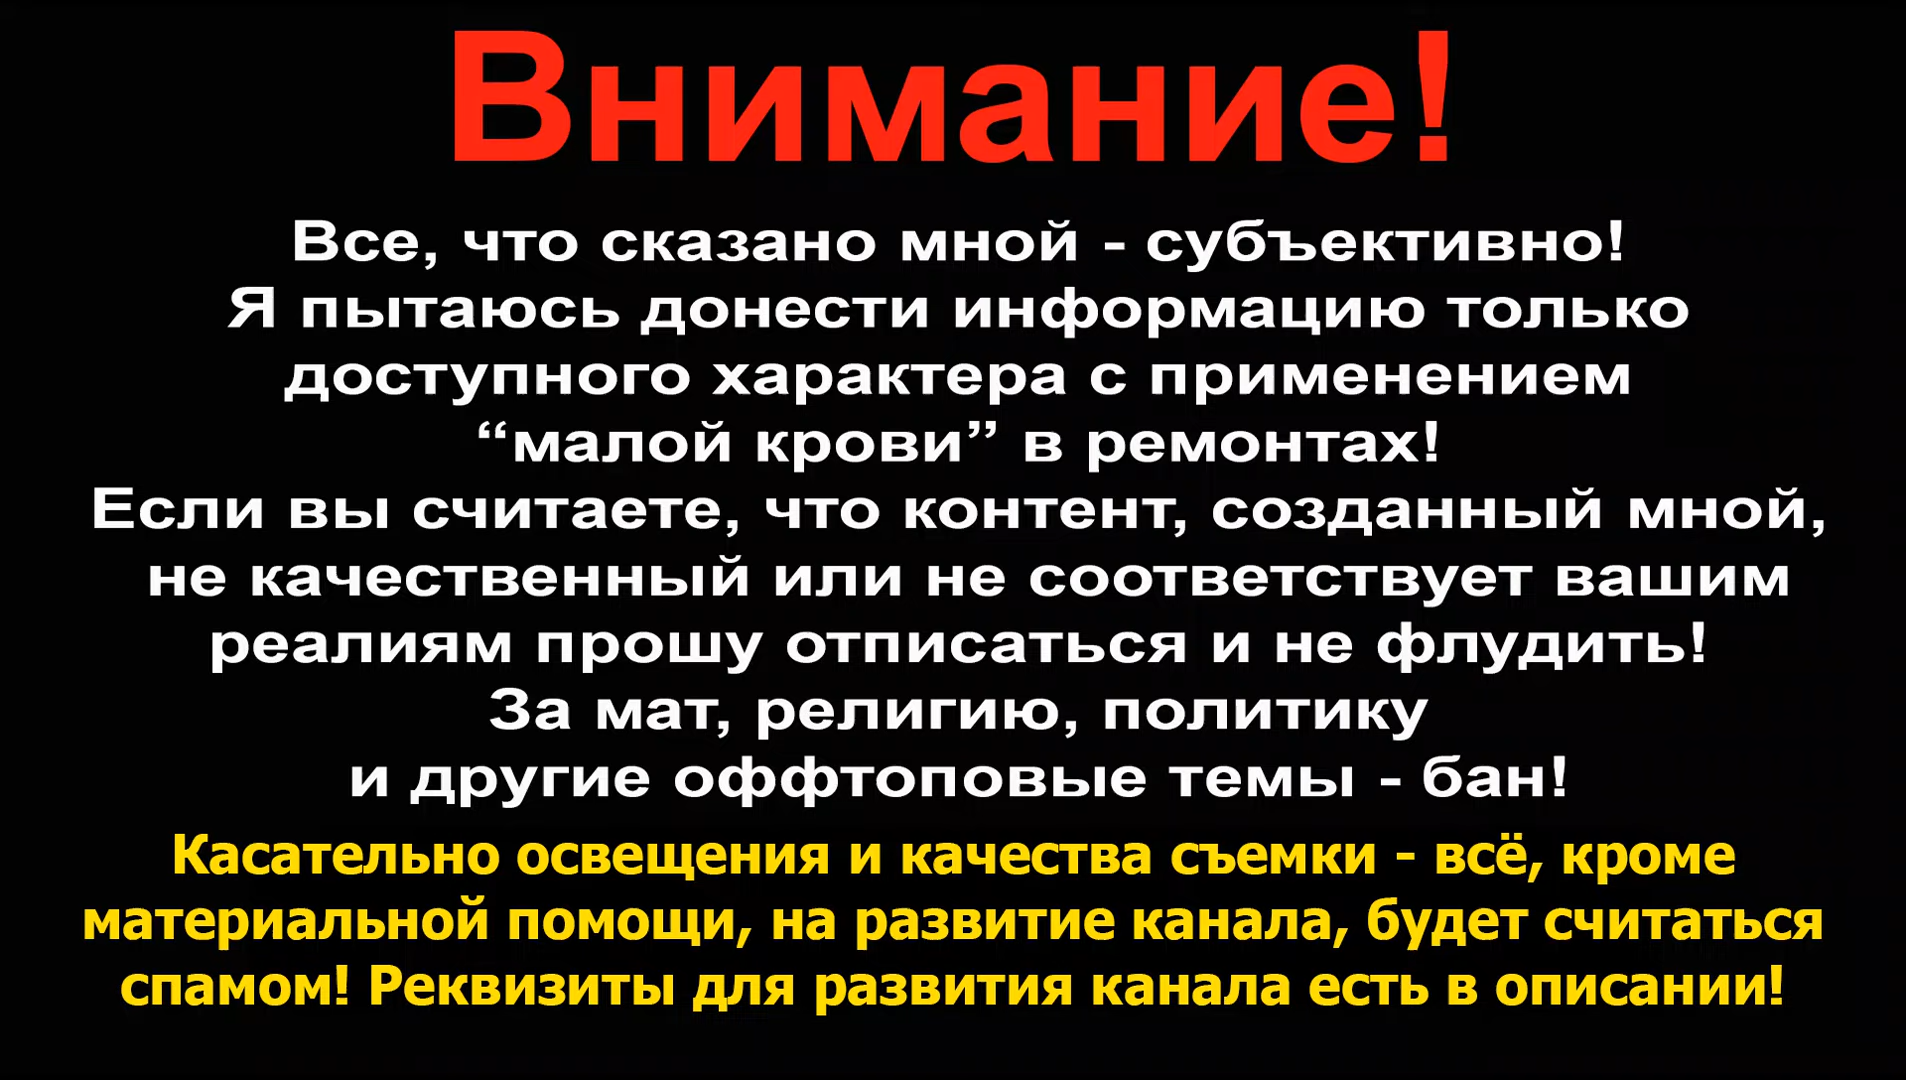 Внимание!
Все, что сказано мной - субъективно!
Я пытаюсь донести информацию только
доступного характера с применением
“малой крови” в ремонтах!
Если вы считаете, что контент, созданный мной,
не качественный или не соответствует вашим
реалиям прошу отписаться и не флудить!
За мат, религию, политику
и другие оффтоповые темы - бан!
Касательно освещения и качества съемки - всё, кроме
материальной помощи, на развитие канала, будет считаться
спамом! Реквизиты для развития канала есть в описании!